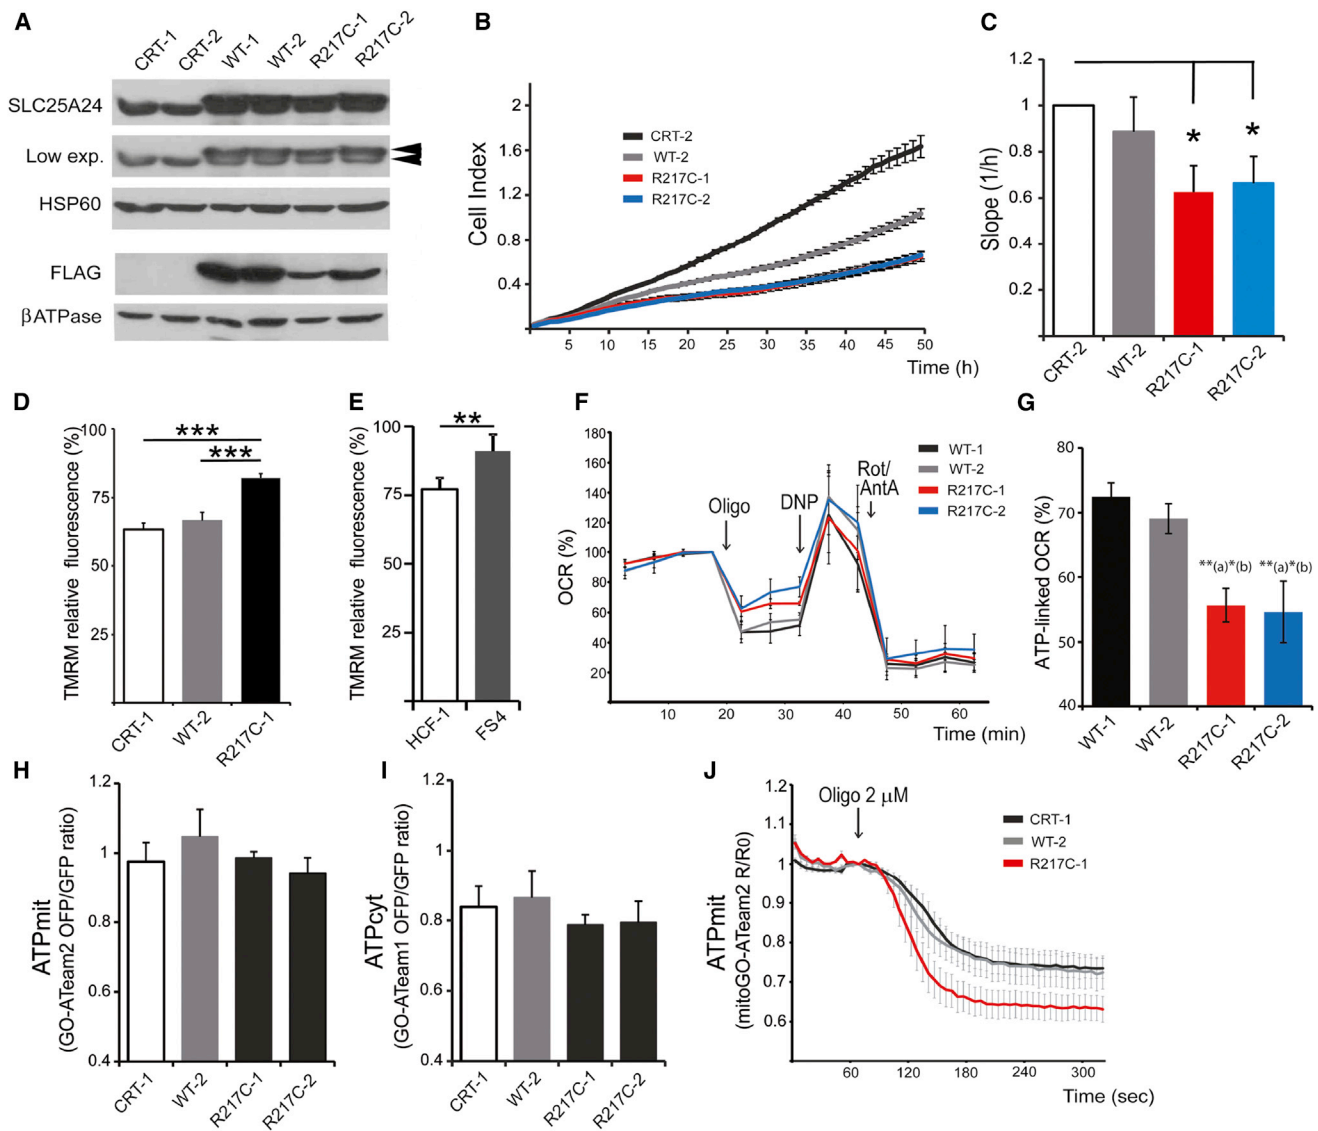 A
CRT-1
CRT-2
WT-1
WT-2
R217C-1
R217C-2
SLC25A24
Low exp.
HSP60
FLAG
βATPase
B
Cell Index
2
1.6
1.2
0.8
0.4
CRT-2
WT-2
R217C-1
R217C-2
5 10 15 20 25 30 35 40 45 50
Time (h)
C
Slope (1/h)
1.2
1
0.8
0.6
0.4
0.2
* *
CRT-2
WT-2
R217C-1
R217C-2
D
TMRM relative fluorescence (%)
100
75
50
25
***
***
CRT-1
WT-2
R217C-1
E
TMRM relative fluorescence (%)
100
75
50
25
**
HCF-1
FS4
F
OCR (%)
180
160
140
120
100
80
60
40
20
Oligo
DNP
Rot/
AntA
WT-1
WT-2
R217C-1
R217C-2
10 20 30 40 50 60
Time (min)
G
ATP-linked OCR (%)
80
70
60
50
40
**(a)*(b) **(a)*(b)
WT-1
WT-2
R217C-1
R217C-2
H
ATPmit
(GO-ATeam2 OFP/GFP ratio)
1.2
1
0.8
0.6
0.4
CRT-1
WT-2
R217C-1
R217C-2
I
ATPcyt
(GO-ATeam1 OFP/GFP ratio)
1.2
1
0.8
0.6
0.4
CRT-1
WT-2
R217C-1
R217C-2
J
ATPmit
(mitoGO-ATeam2 R/R0)
1.2
1.1
1
0.9
0.8
0.7
0.6
Oligo 2 μM
CRT-1
WT-2
R217C-1
60 120 180 240 300
Time (sec)